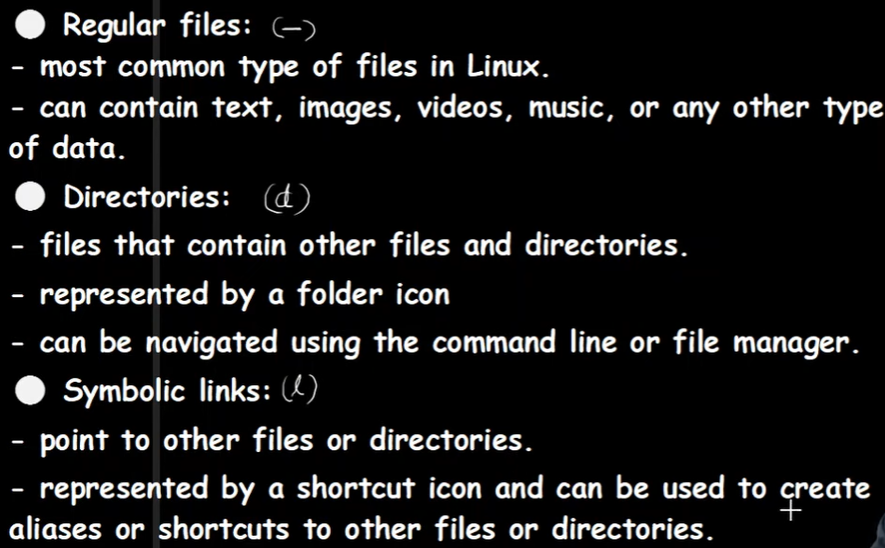 ● Regular files: (-)
- most common type of files in Linux.
- can contain text, images, videos, music, or any other type
of data.
● Directories: (d)
- files that contain other files and directories.
- represented by a folder icon
- can be navigated using the command line or file manager.
● Symbolic links: (l)
- point to other files or directories.
- represented by a shortcut icon and can be used to create
aliases or shortcuts to other files or directories.